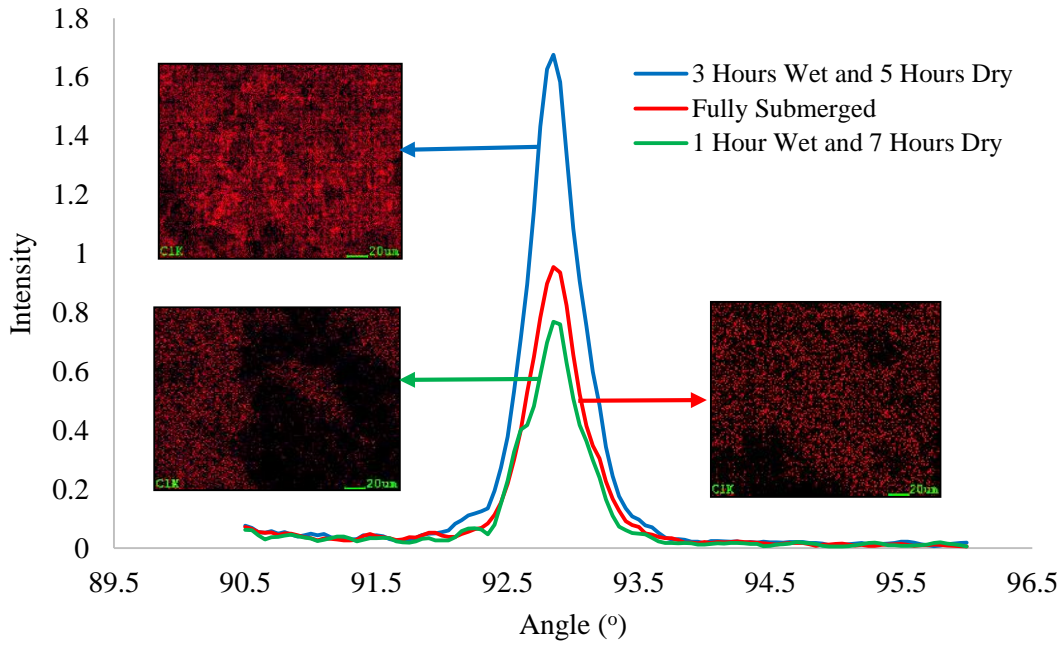 1.8
1.6
1.4
1.2
1
0.8
0.6
0.4
0.2
0
Intensity
3 Hours Wet and 5 Hours Dry
Fully Submerged
1 Hour Wet and 7 Hours Dry
ClK 20um
ClK 20um
ClK 20um
89.5 90.5 91.5 92.5 93.5 94.5 95.5 96.5
Angle (º)